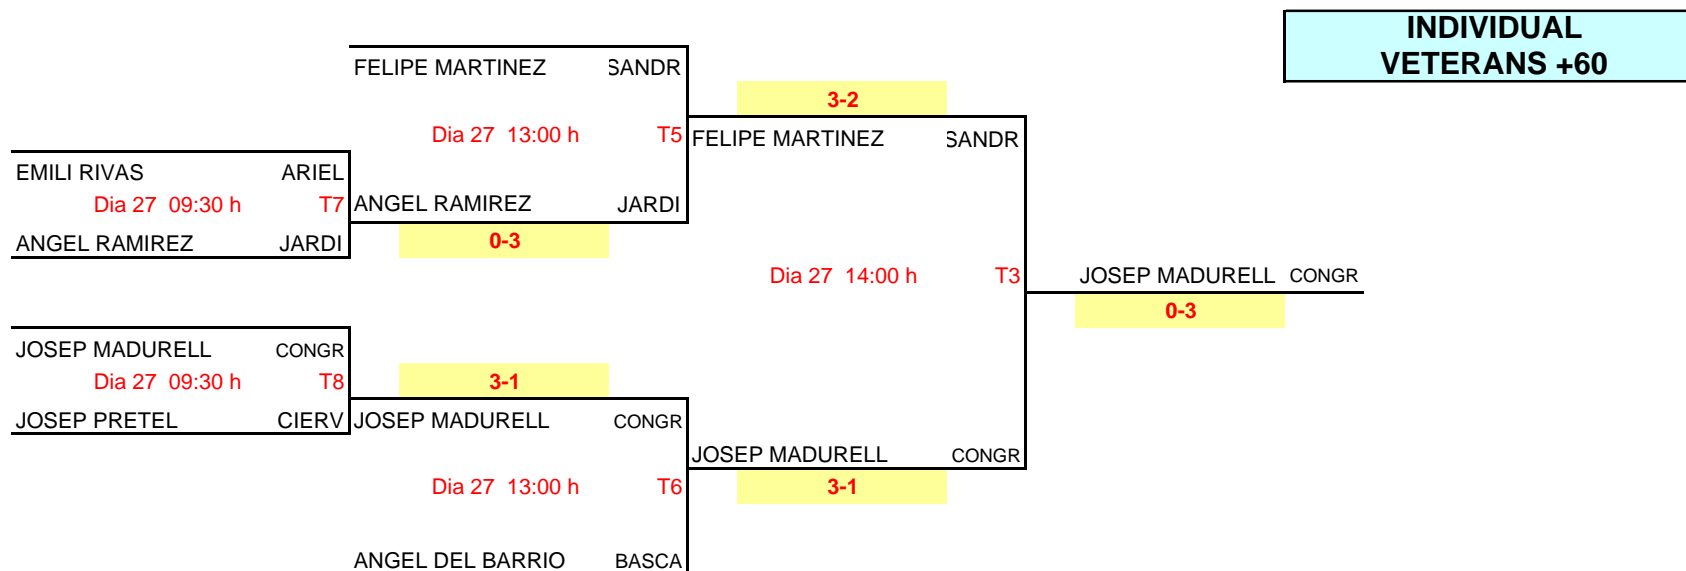 INDIVIDUAL
VETERANS +60
FELIPE MARTINEZ SANDR
3-2
Dia 27 13:00 h T5
FELIPE MARTINEZ SANDR
EMILI RIVAS ARIEL
Dia 27 09:30 h T7
ANGEL RAMIREZ JARDI
ANGEL RAMIREZ JARDI
0-3
Dia 27 14:00 h T3
JOSEP MADURELL CONGR
0-3
JOSEP MADURELL CONGR
Dia 27 09:30 h T8
3-1
JOSEP PRETEL CIERV
JOSEP MADURELL CONGR
JOSEP MADURELL CONGR
Dia 27 13:00 h T6
3-1
ANGEL DEL BARRIO BASCA